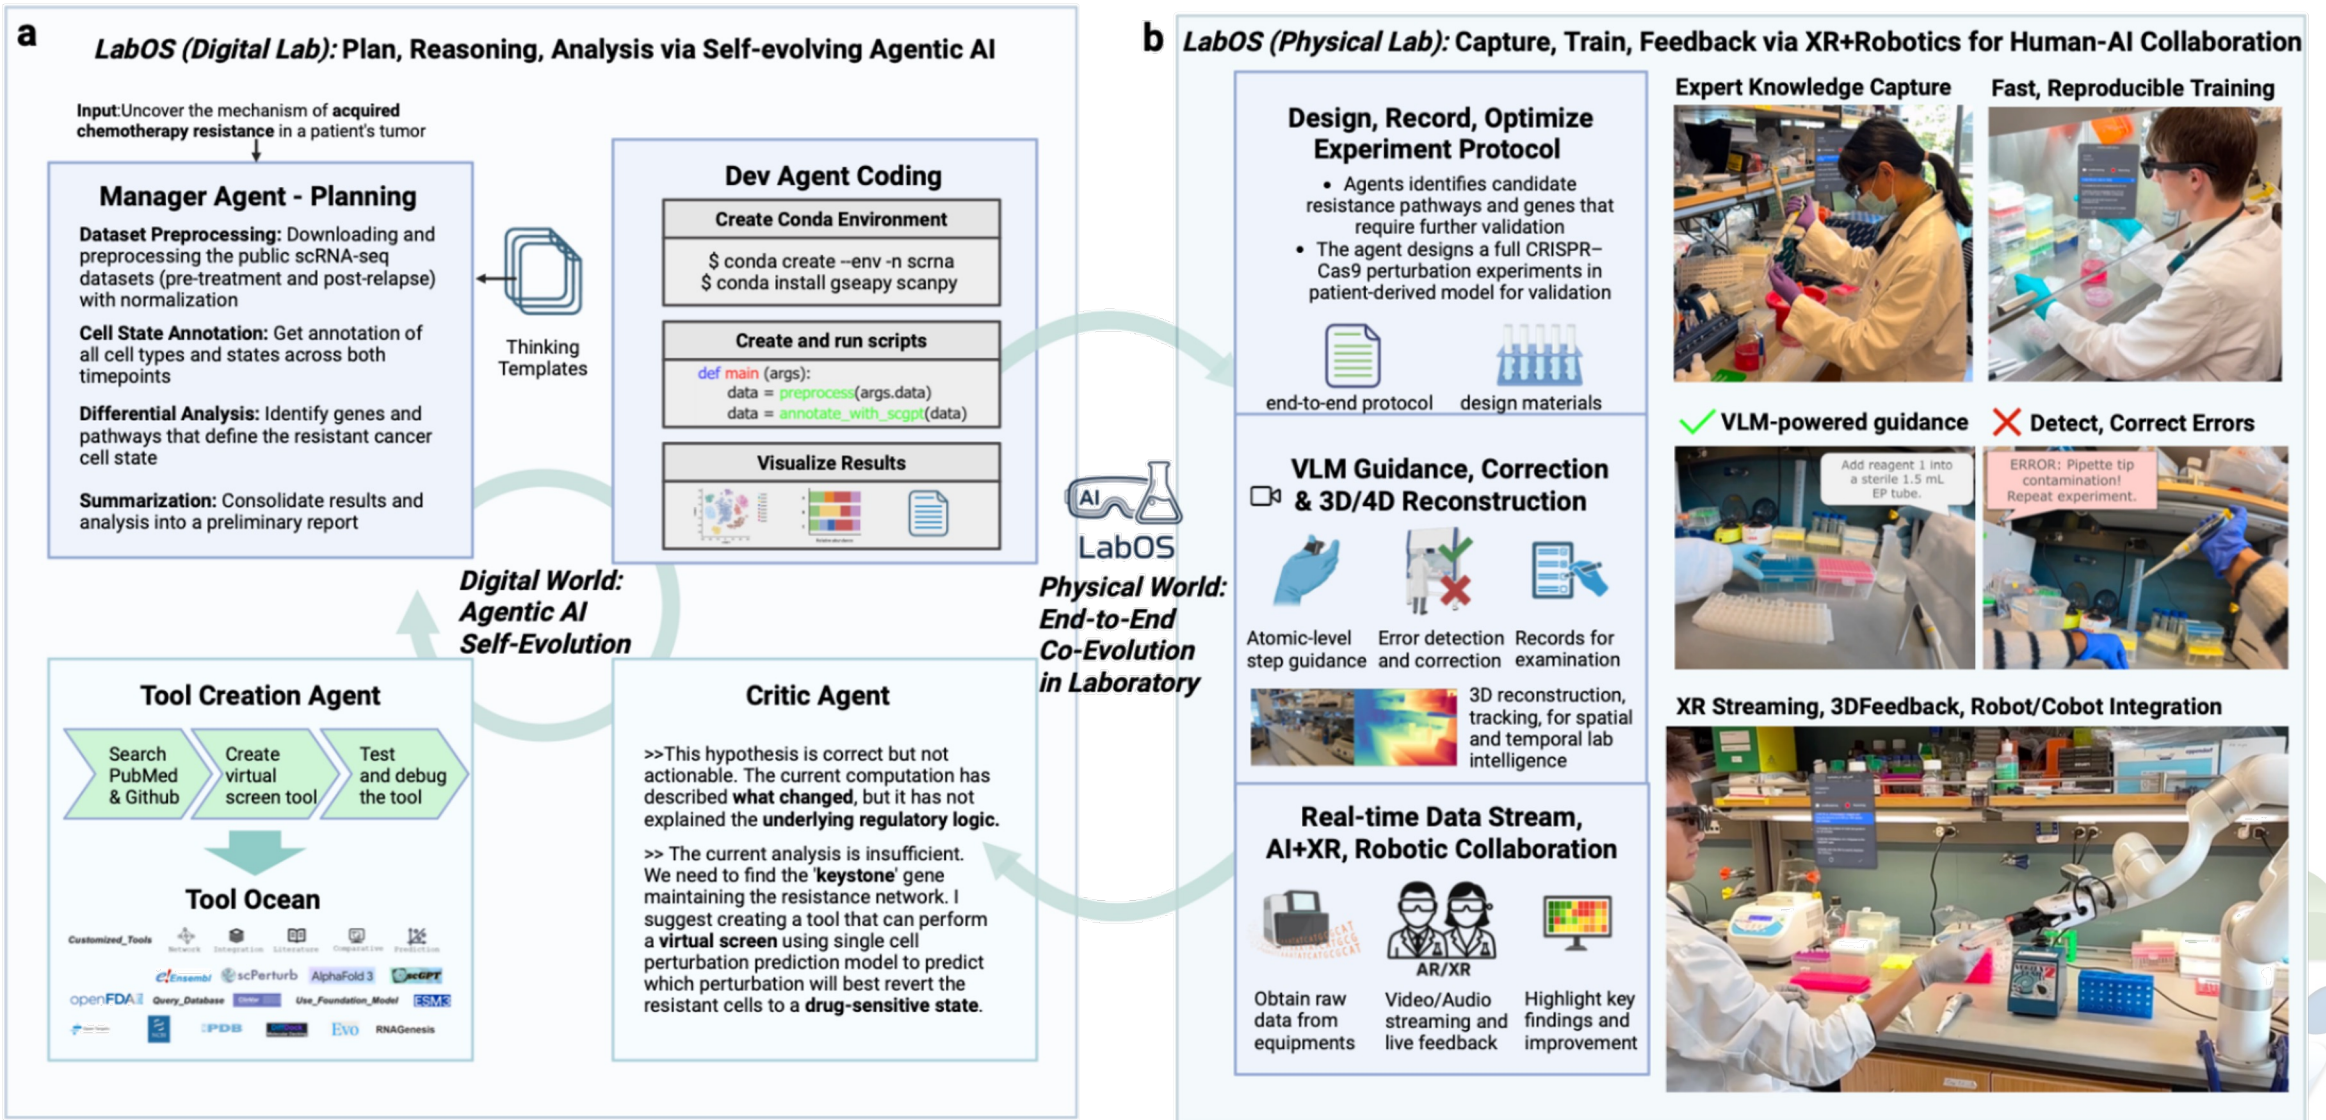 a
LabOS (Digital Lab): Plan, Reasoning, Analysis via Self-evolving Agentic AI
Input:Uncover the mechanism of acquired
chemotherapy resistance in a patient's tumor
Manager Agent - Planning
Dataset Preprocessing: Downloading and
preprocessing the public scRNA-seq
datasets (pre-treatment and post-relapse)
with normalization
Cell State Annotation: Get annotation of
all cell types and states across both
timepoints
Differential Analysis: Identify genes and
pathways that define the resistant cancer
cell state
Summarization: Consolidate results and
analysis into a preliminary report
Thinking
Templates
Dev Agent Coding
Create Conda Environment
$ conda create --env -n scrna
$ conda install gseapy scanpy
Create and run scripts
def main (args):
data = preprocess(args.data)
data = annotate_with_scgpt(data)
Visualize Results
Digital World:
Agentic AI
Self-Evolution
Tool Creation Agent
Search
PubMed
& Github
Create
virtual
screen tool
Test
and debug
the tool
Tool Ocean
Customized_Tools
Network
Integration
Literature
Comparative
Prediction
e!Ensembl
scPerturb
AlphaFold 3
scGPT
openFDA
Query_Database
Use_Foundation_Model
ESM3
PDB
Evo
RNAGenesis
Critic Agent
>>This hypothesis is correct but not
actionable. The current computation has
described what changed, but it has not
explained the underlying regulatory logic.
>> The current analysis is insufficient.
We need to find the 'keystone' gene
maintaining the resistance network. I
suggest creating a tool that can perform
a virtual screen using single cell
perturbation prediction model to predict
which perturbation will best revert the
resistant cells to a drug-sensitive state.
AI
LabOS
Physical World:
End-to-End
Co-Evolution
in Laboratory
b
LabOS (Physical Lab): Capture, Train, Feedback via XR+Robotics for Human-AI Collaboration
Design, Record, Optimize
Experiment Protocol
• Agents identifies candidate
resistance pathways and genes that
require further validation
• The agent designs a full CRISPR–
Cas9 perturbation experiments in
patient-derived model for validation
end-to-end protocol
design materials
VLM Guidance, Correction
& 3D/4D Reconstruction
Atomic-level
step guidance
Error detection
and correction
Records for
examination
3D reconstruction,
tracking, for spatial
and temporal lab
intelligence
Real-time Data Stream,
AI+XR, Robotic Collaboration
AR/XR
Obtain raw
data from
equipments
Video/Audio
streaming and
live feedback
Highlight key
findings and
improvement
Expert Knowledge Capture
Fast, Reproducible Training
VLM-powered guidance
Add reagent 1 into
a sterile 1.5 mL
EP tube.
Detect, Correct Errors
ERROR: Pipette tip
contamination!
Repeat experiment.
XR Streaming, 3DFeedback, Robot/Cobot Integration